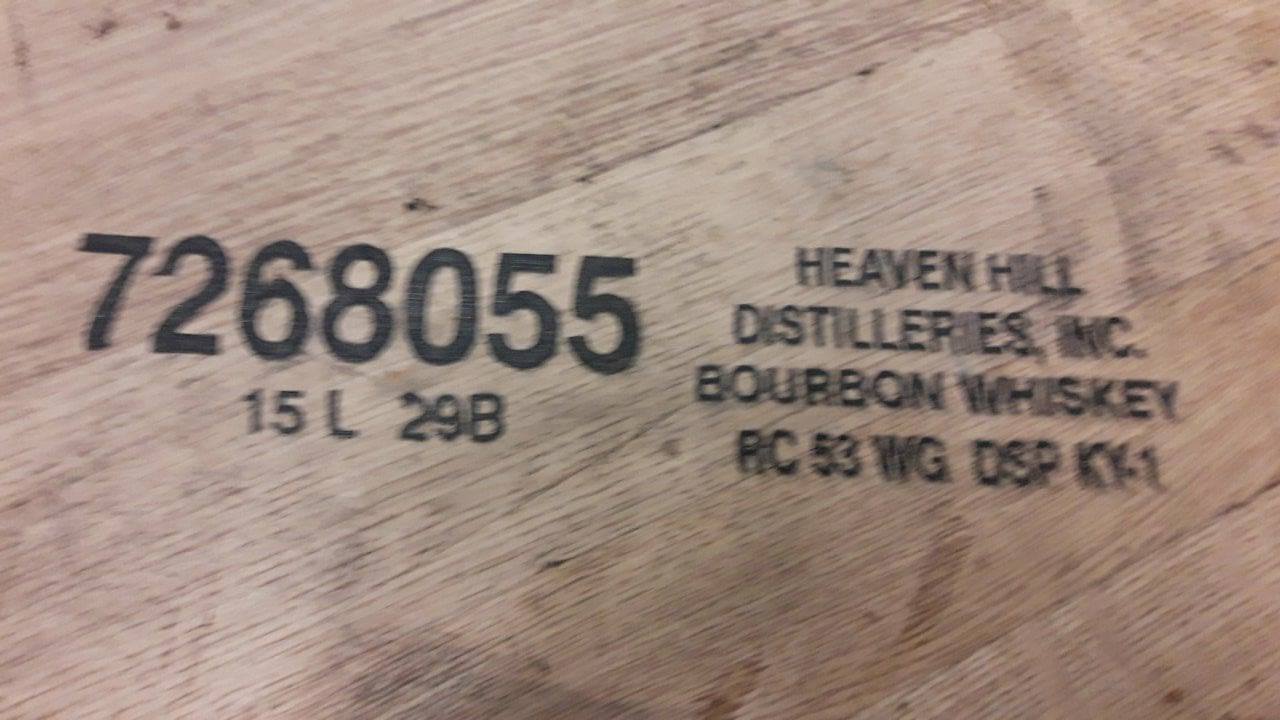 7268055
15 L 29B
HEAVEN HILL
DISTILLERIES, INC.
BOURBON WHISKEY
RC 53 WG DSP KY-1